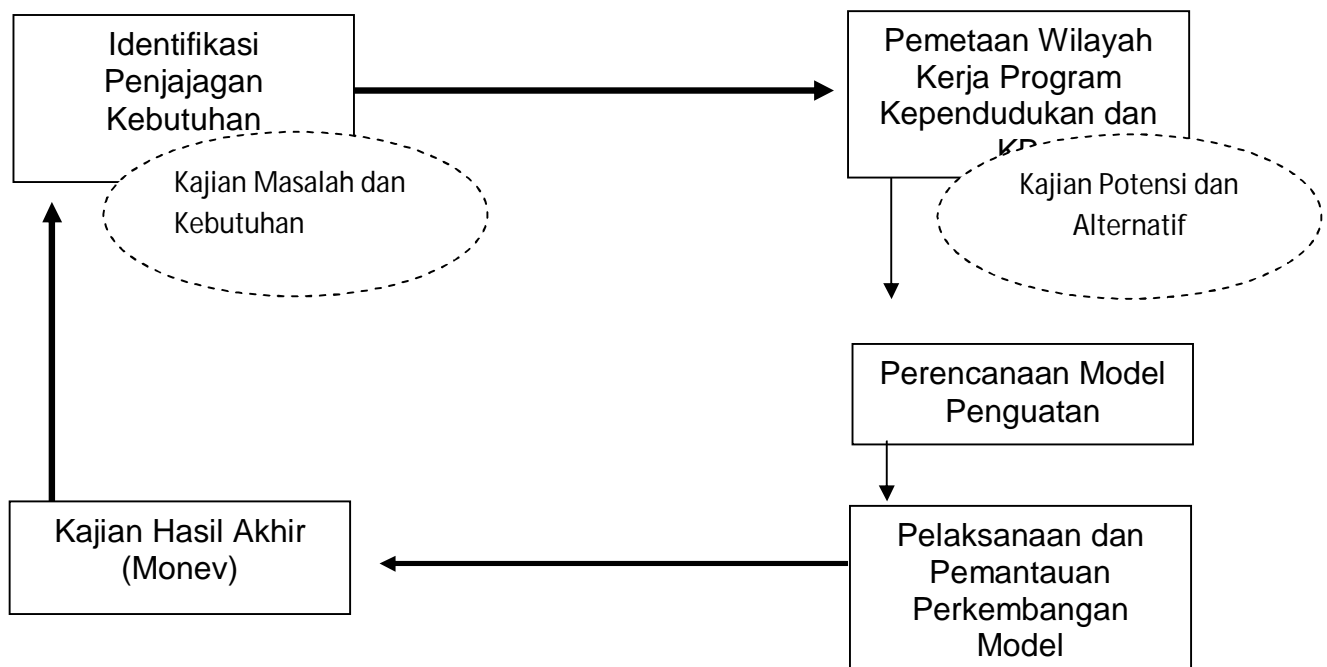 Identifikasi
Penjajagan
Kebutuhan
Kajian Masalah dan
Kebutuhan
Pemetaan Wilayah
Kerja Program
Kependudukan dan
KB
Kajian Potensi dan
Alternatif
Perencanaan Model
Penguatan
Pelaksanaan dan
Pemantauan
Perkembangan
Model
Kajian Hasil Akhir
(Monev)